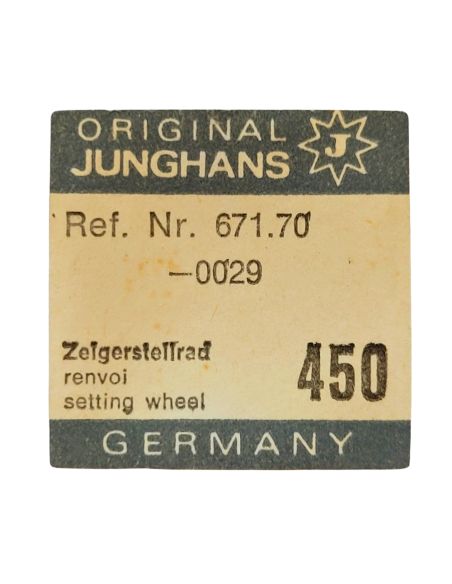 ORIGINAL
JUNGHANS
J
Ref. Nr. 671.70
—0029
Zeigerstellrad
renvoi
setting wheel
450
GERMANY